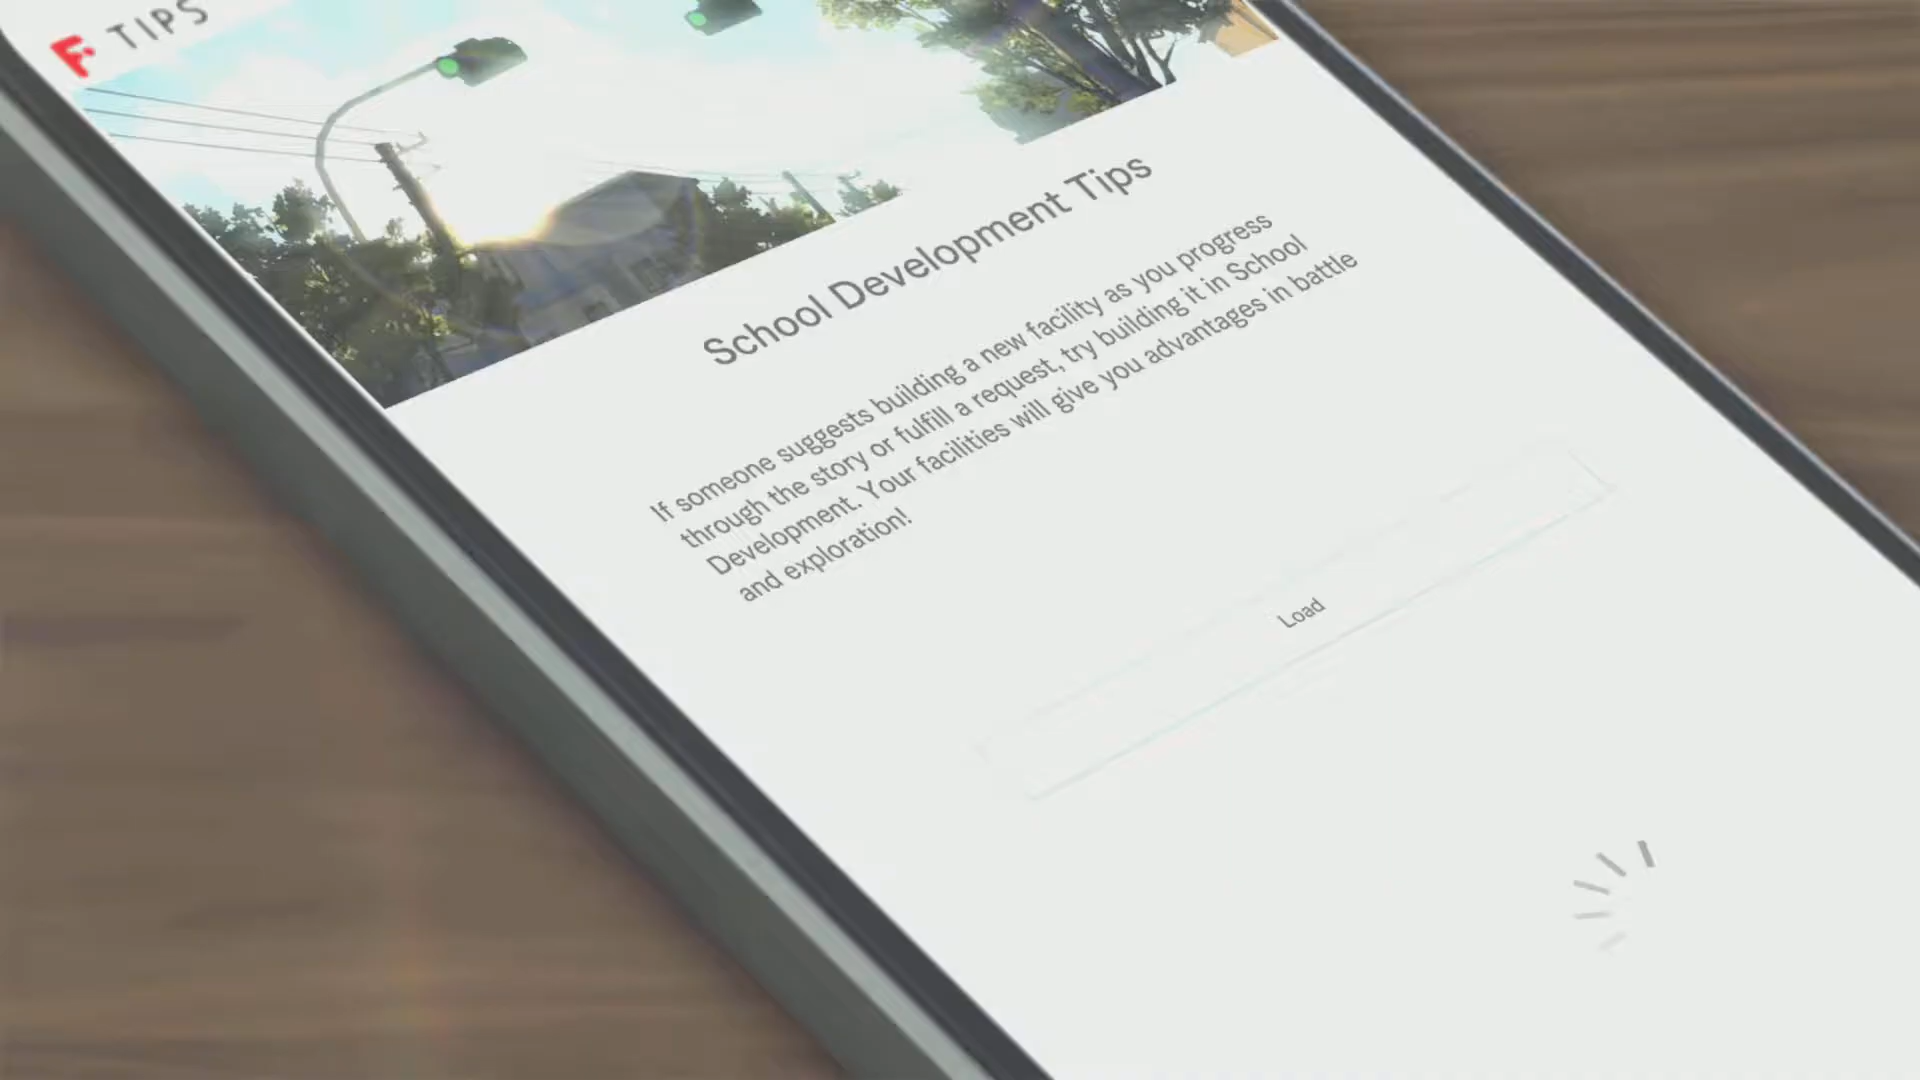 TIPS
School Development Tips
If someone suggests building a new facility as you progress
through the story or fulfill a request, try building it in School
Development. Your facilities will give you advantages in battle
and exploration!
Load